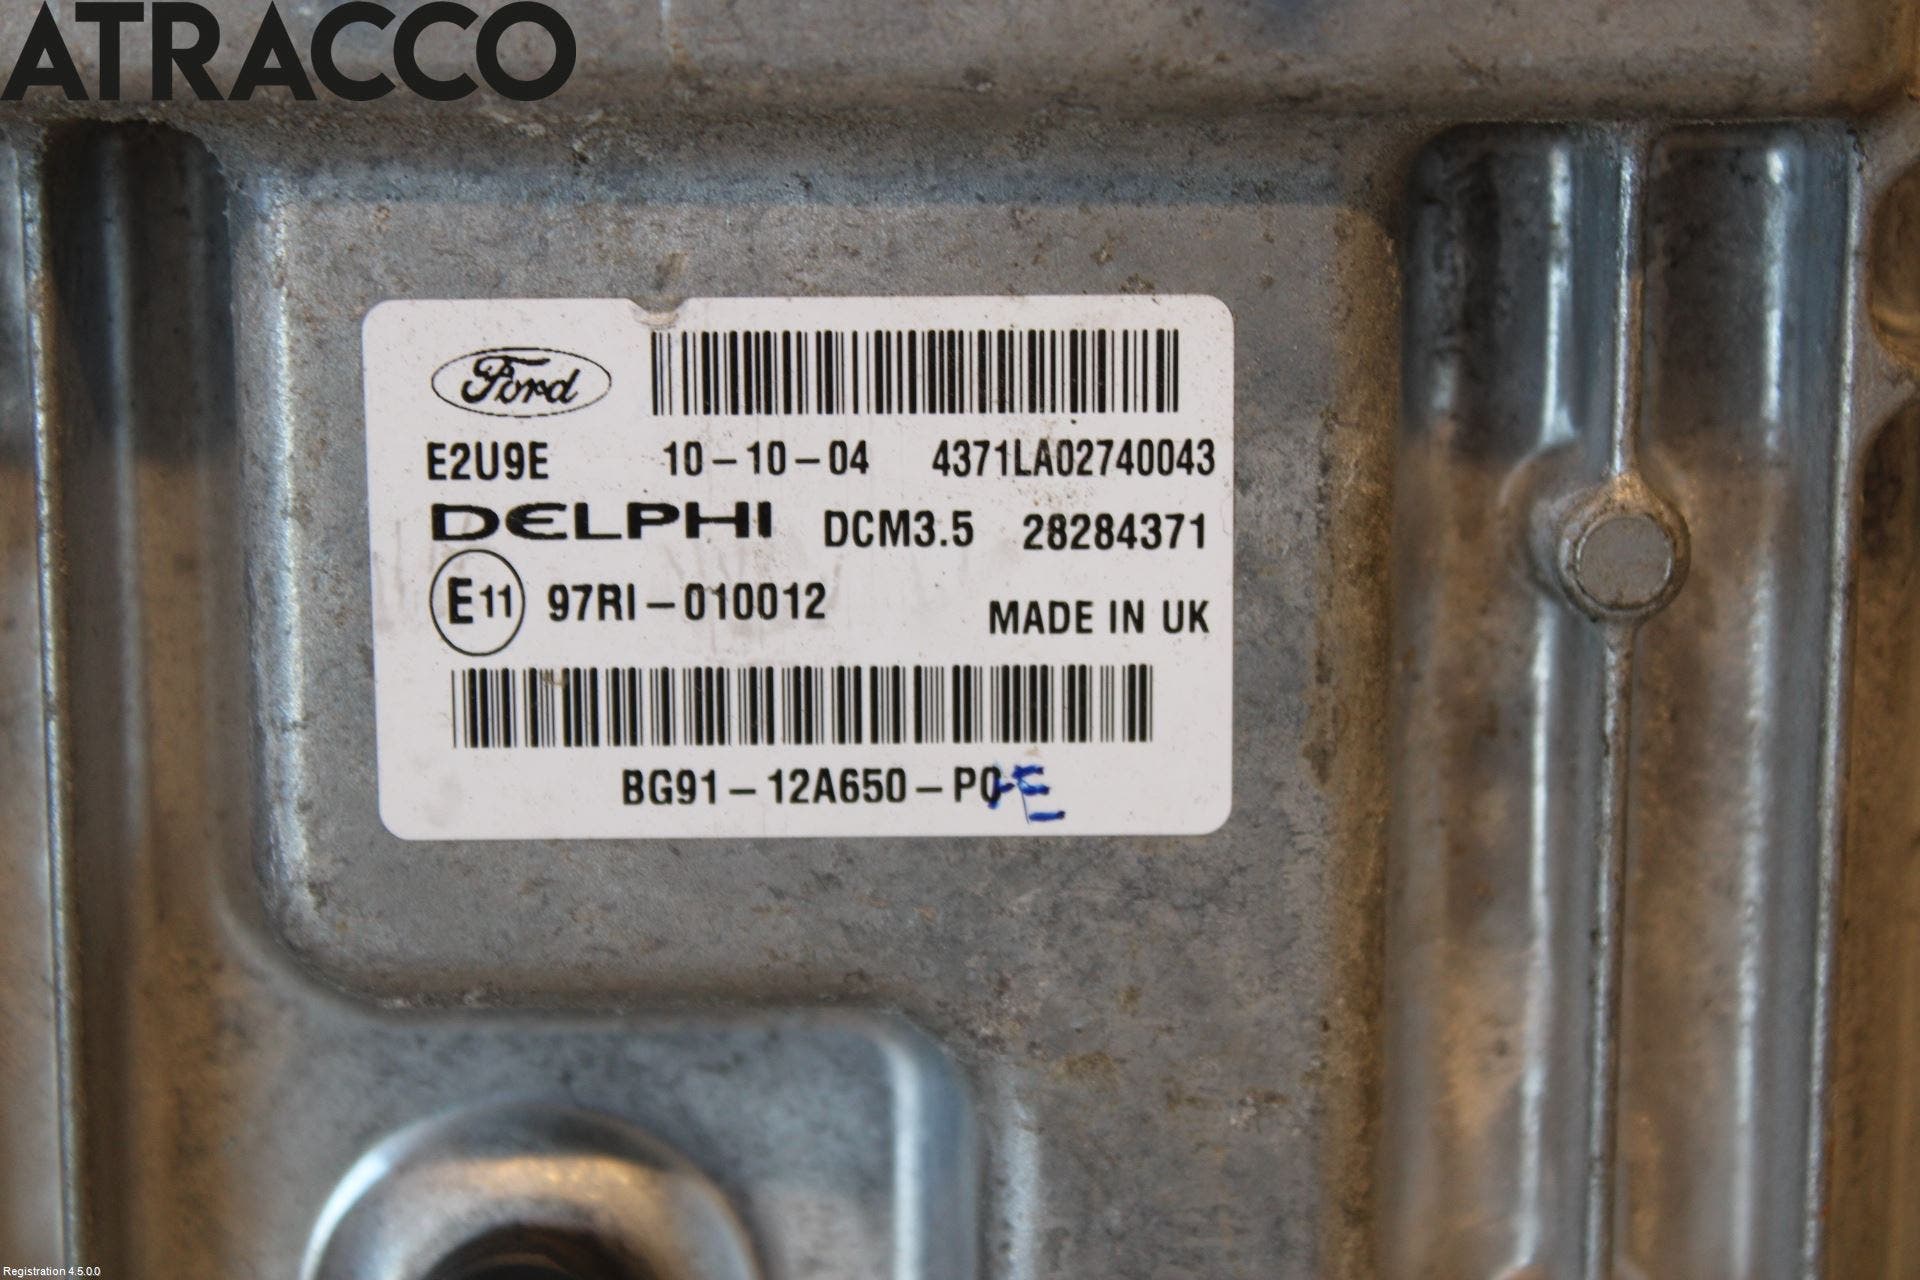 ATRACCO
Ford
E2U9E 10-10-04 4371LA02740043
DELPHI DCM3.5 28284371
E11 97RI-010012 MADE IN UK
BG91-12A650-P
E
Registration 4.5.0.0